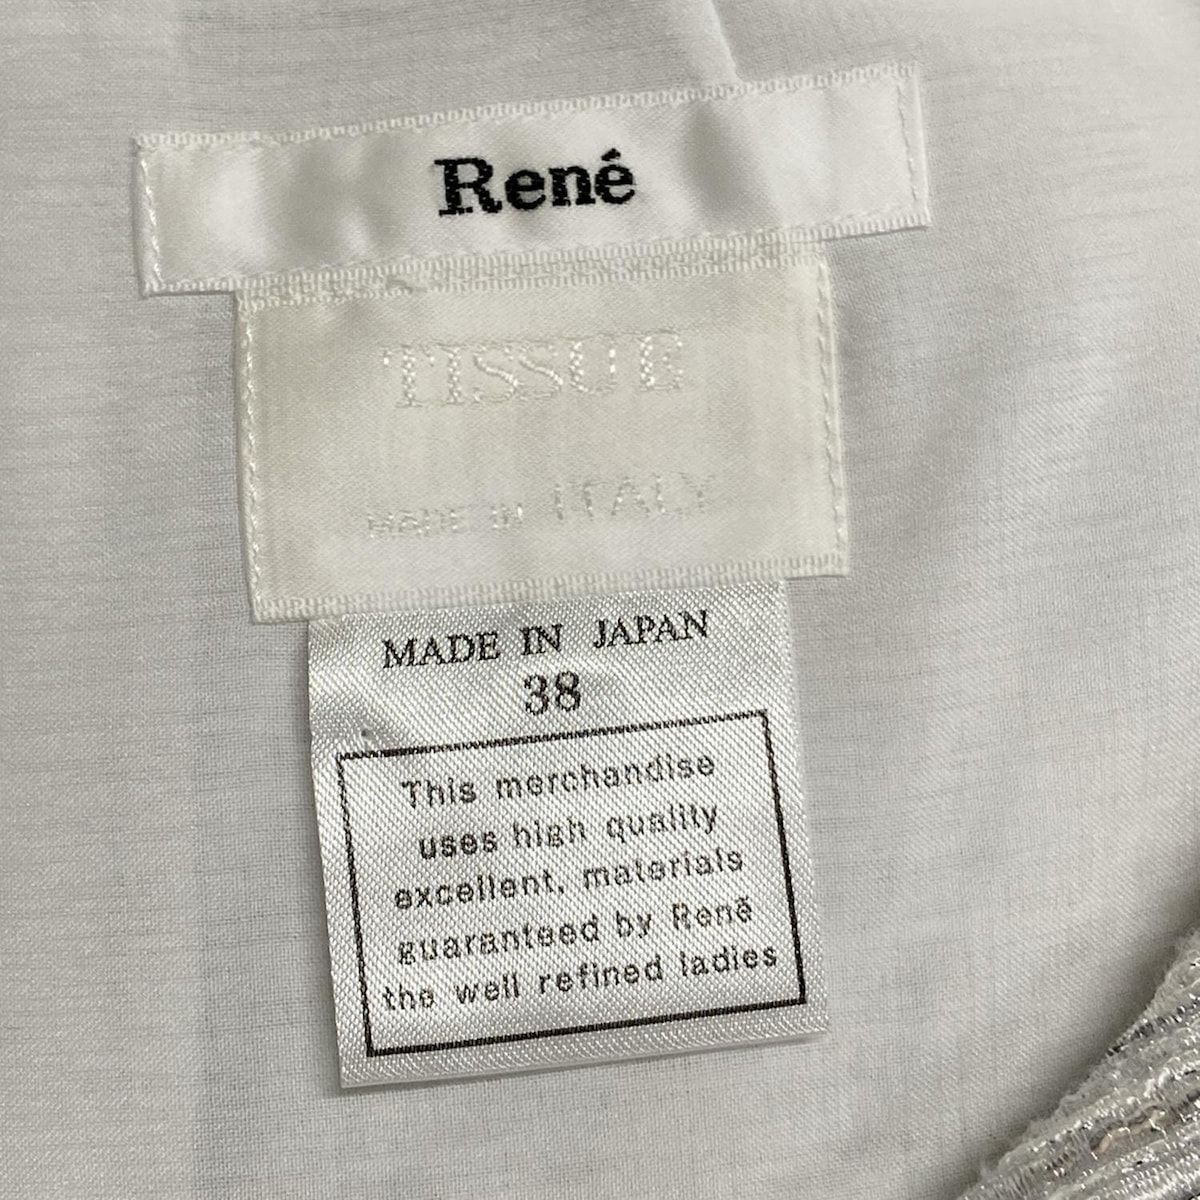 René
TISSUE
MADE IN ITALY
MADE IN JAPAN
38
This merchandise
uses high quality
excellent, materials
guaranteed by René
the well refined ladies